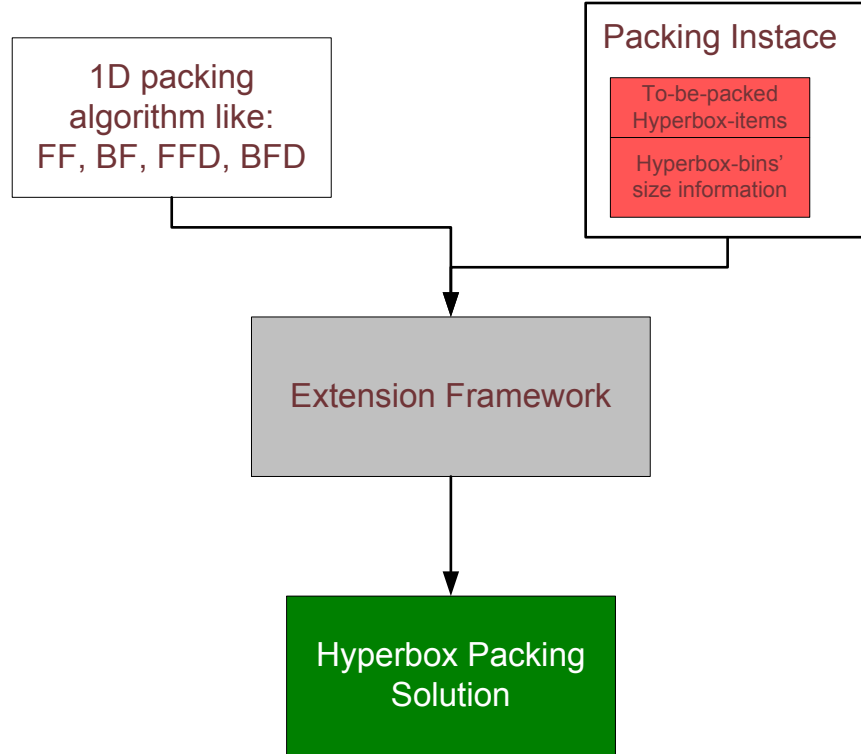 1D packing
algorithm like:
FF, BF, FFD, BFD
Packing Instace
To-be-packed
Hyperbox-items
Hyperbox-bins’
size information
Extension Framework
Hyperbox Packing
Solution